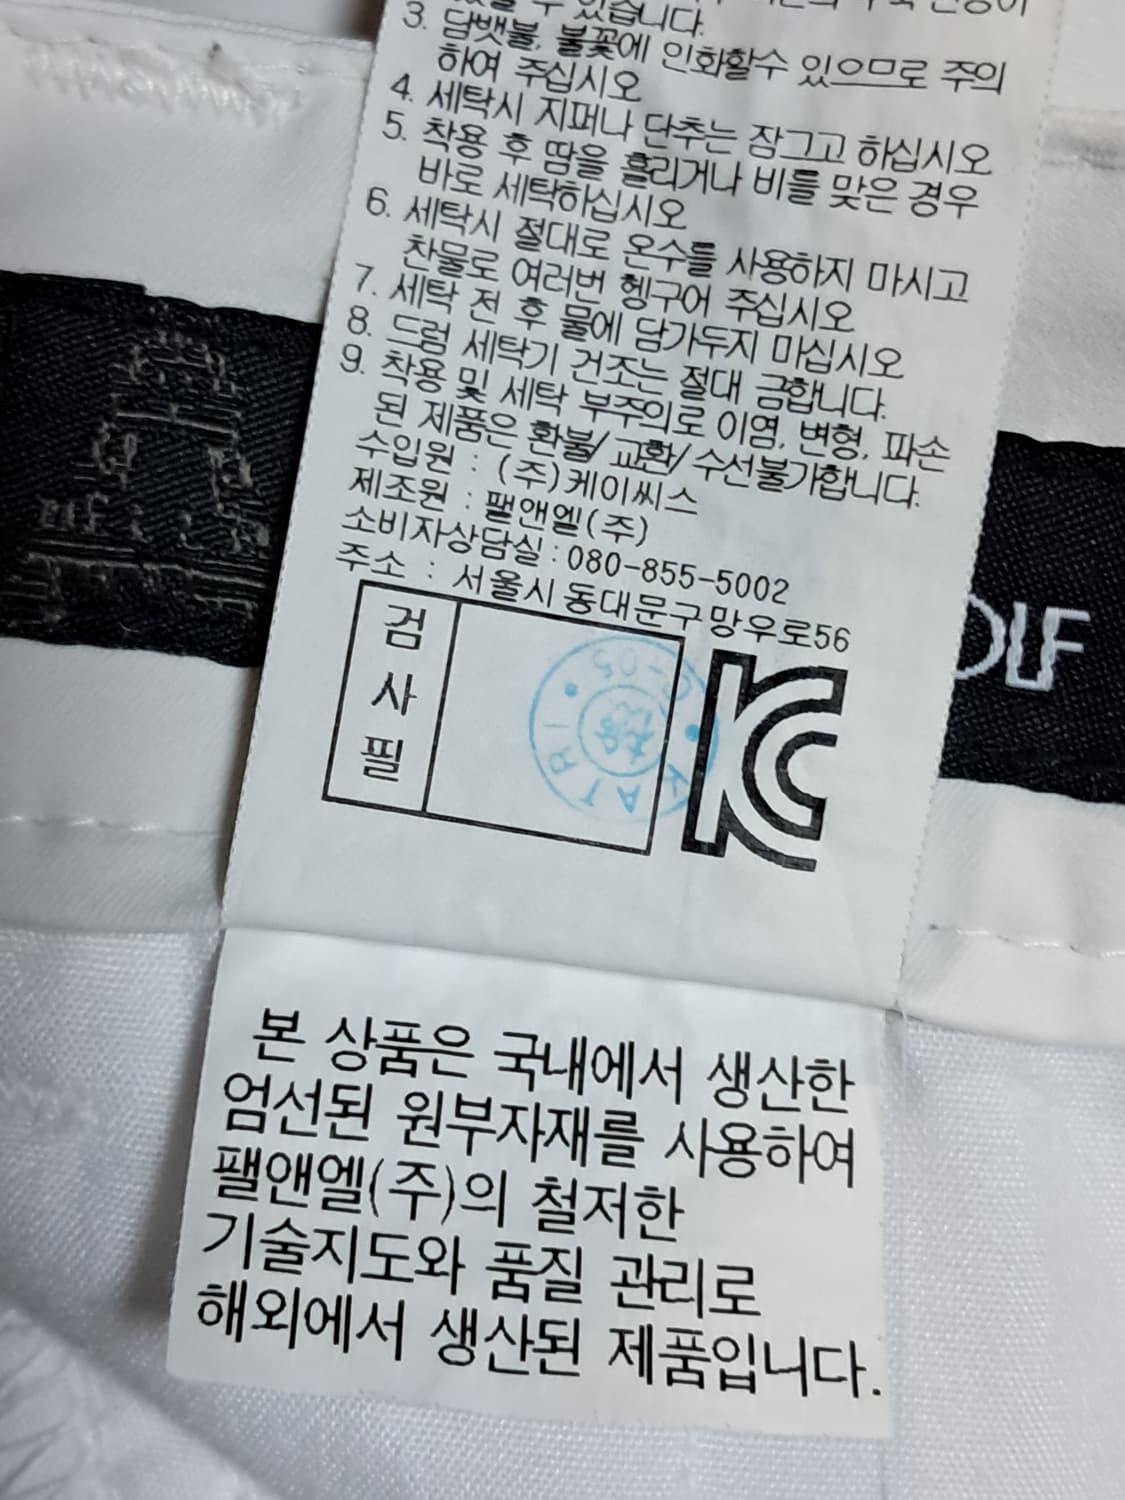 있습니다.
3. 담뱃불, 불꽃에 인화할수 있으므로 주의
하여 주십시오
4. 세탁시 지퍼나 단추는 잠그고 하십시오
5. 착용 후 땀을 흘리거나 비를 맞은 경우
바로 세탁하십시오
6. 세탁시 절대로 온수를 사용하지 마시고
찬물로 여러번 헹구어 주십시오
7. 세탁 전 후 물에 담가두지 마십시오
8. 드럼 세탁기 건조는 절대 금합니다.
9. 착용 및 세탁 부주의로 이염, 변형, 파손
된 제품은 환불/교환/수선불가합니다.
수입원 : (주)케이씨스
제조원 : 팰앤엘(주)
소비자상담실 : 080-855-5002
주소 : 서울시 동대문구망우로56
검
사
필
KATRI
KC
본 상품은 국내에서 생산한
엄선된 원부자재를 사용하여
팰앤엘(주)의 철저한
기술지도와 품질 관리로
해외에서 생산된 제품입니다.